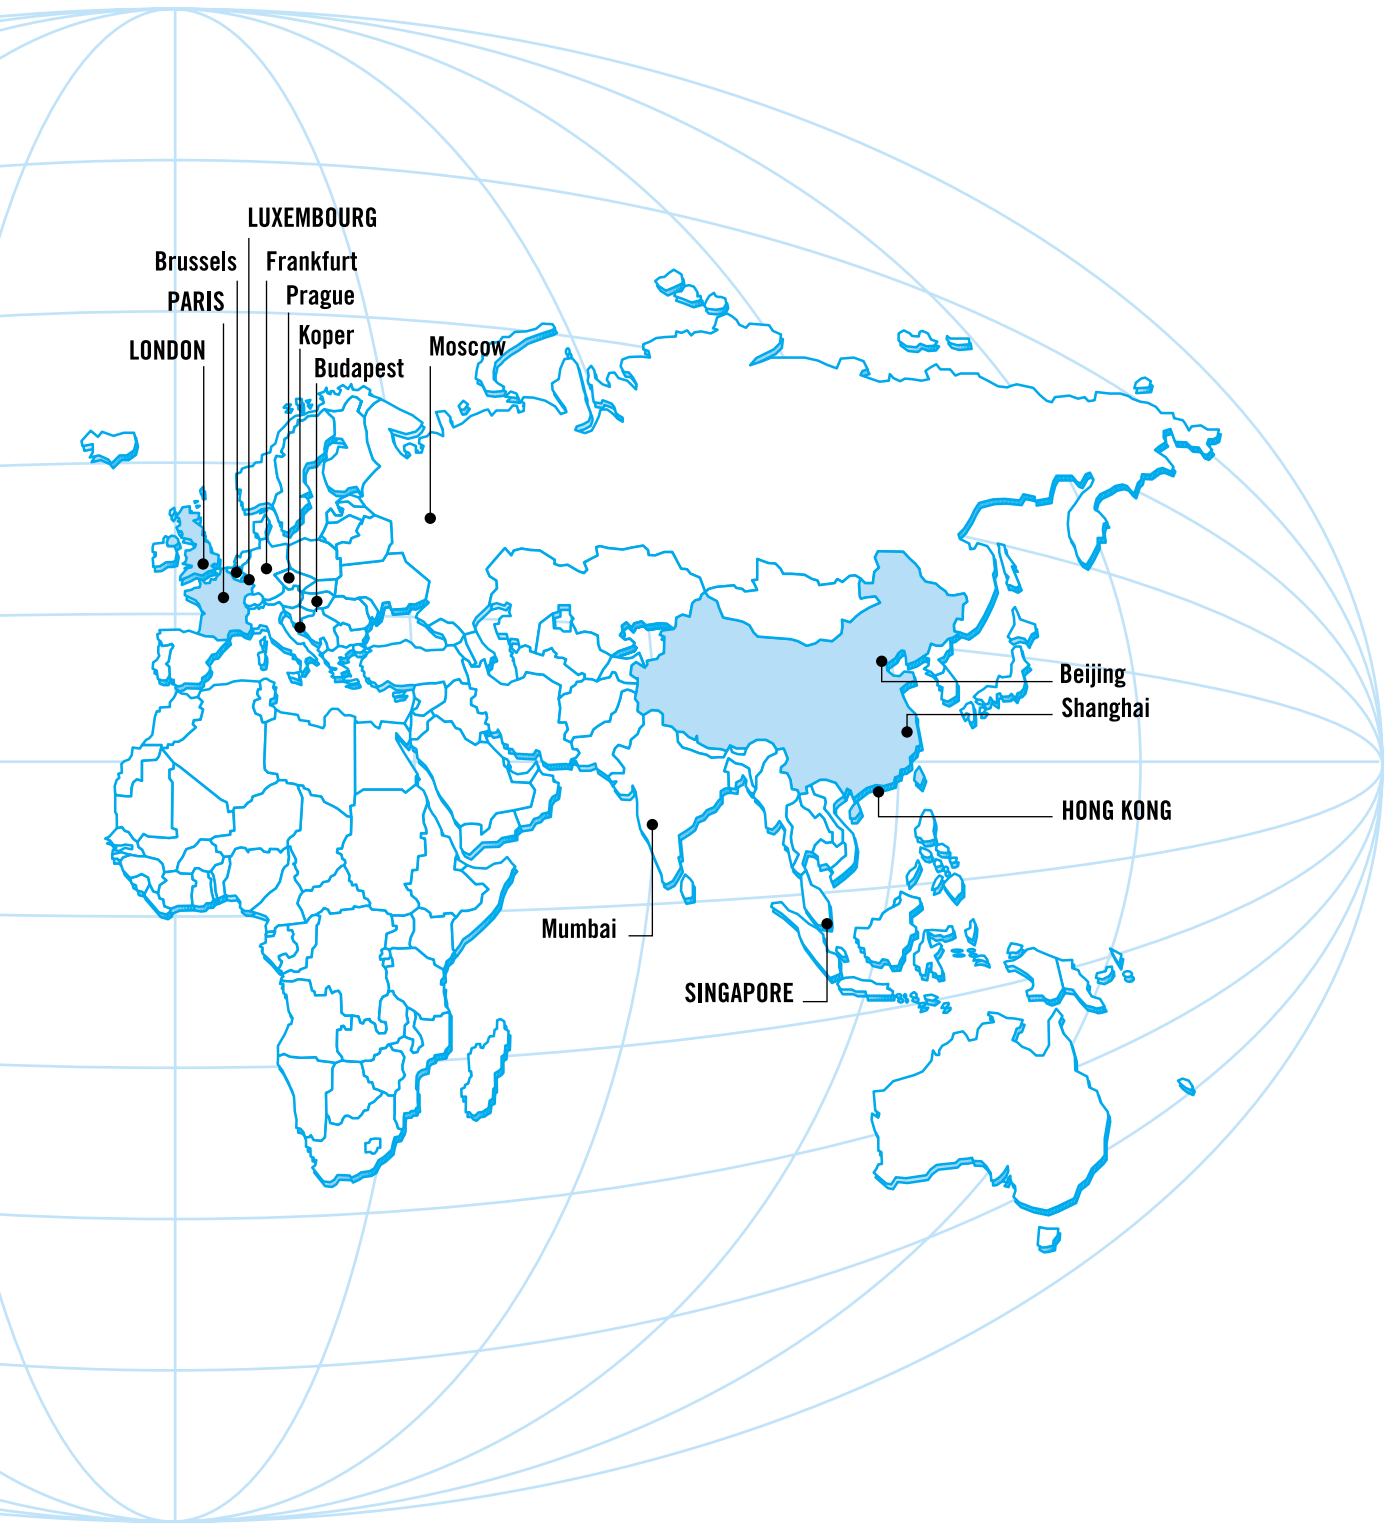 LUXEMBOURG
Brussels
Frankfurt
PARIS
Prague
LONDON
Koper
Budapest
Moscow
Beijing
Shanghai
HONG KONG
Mumbai
SINGAPORE